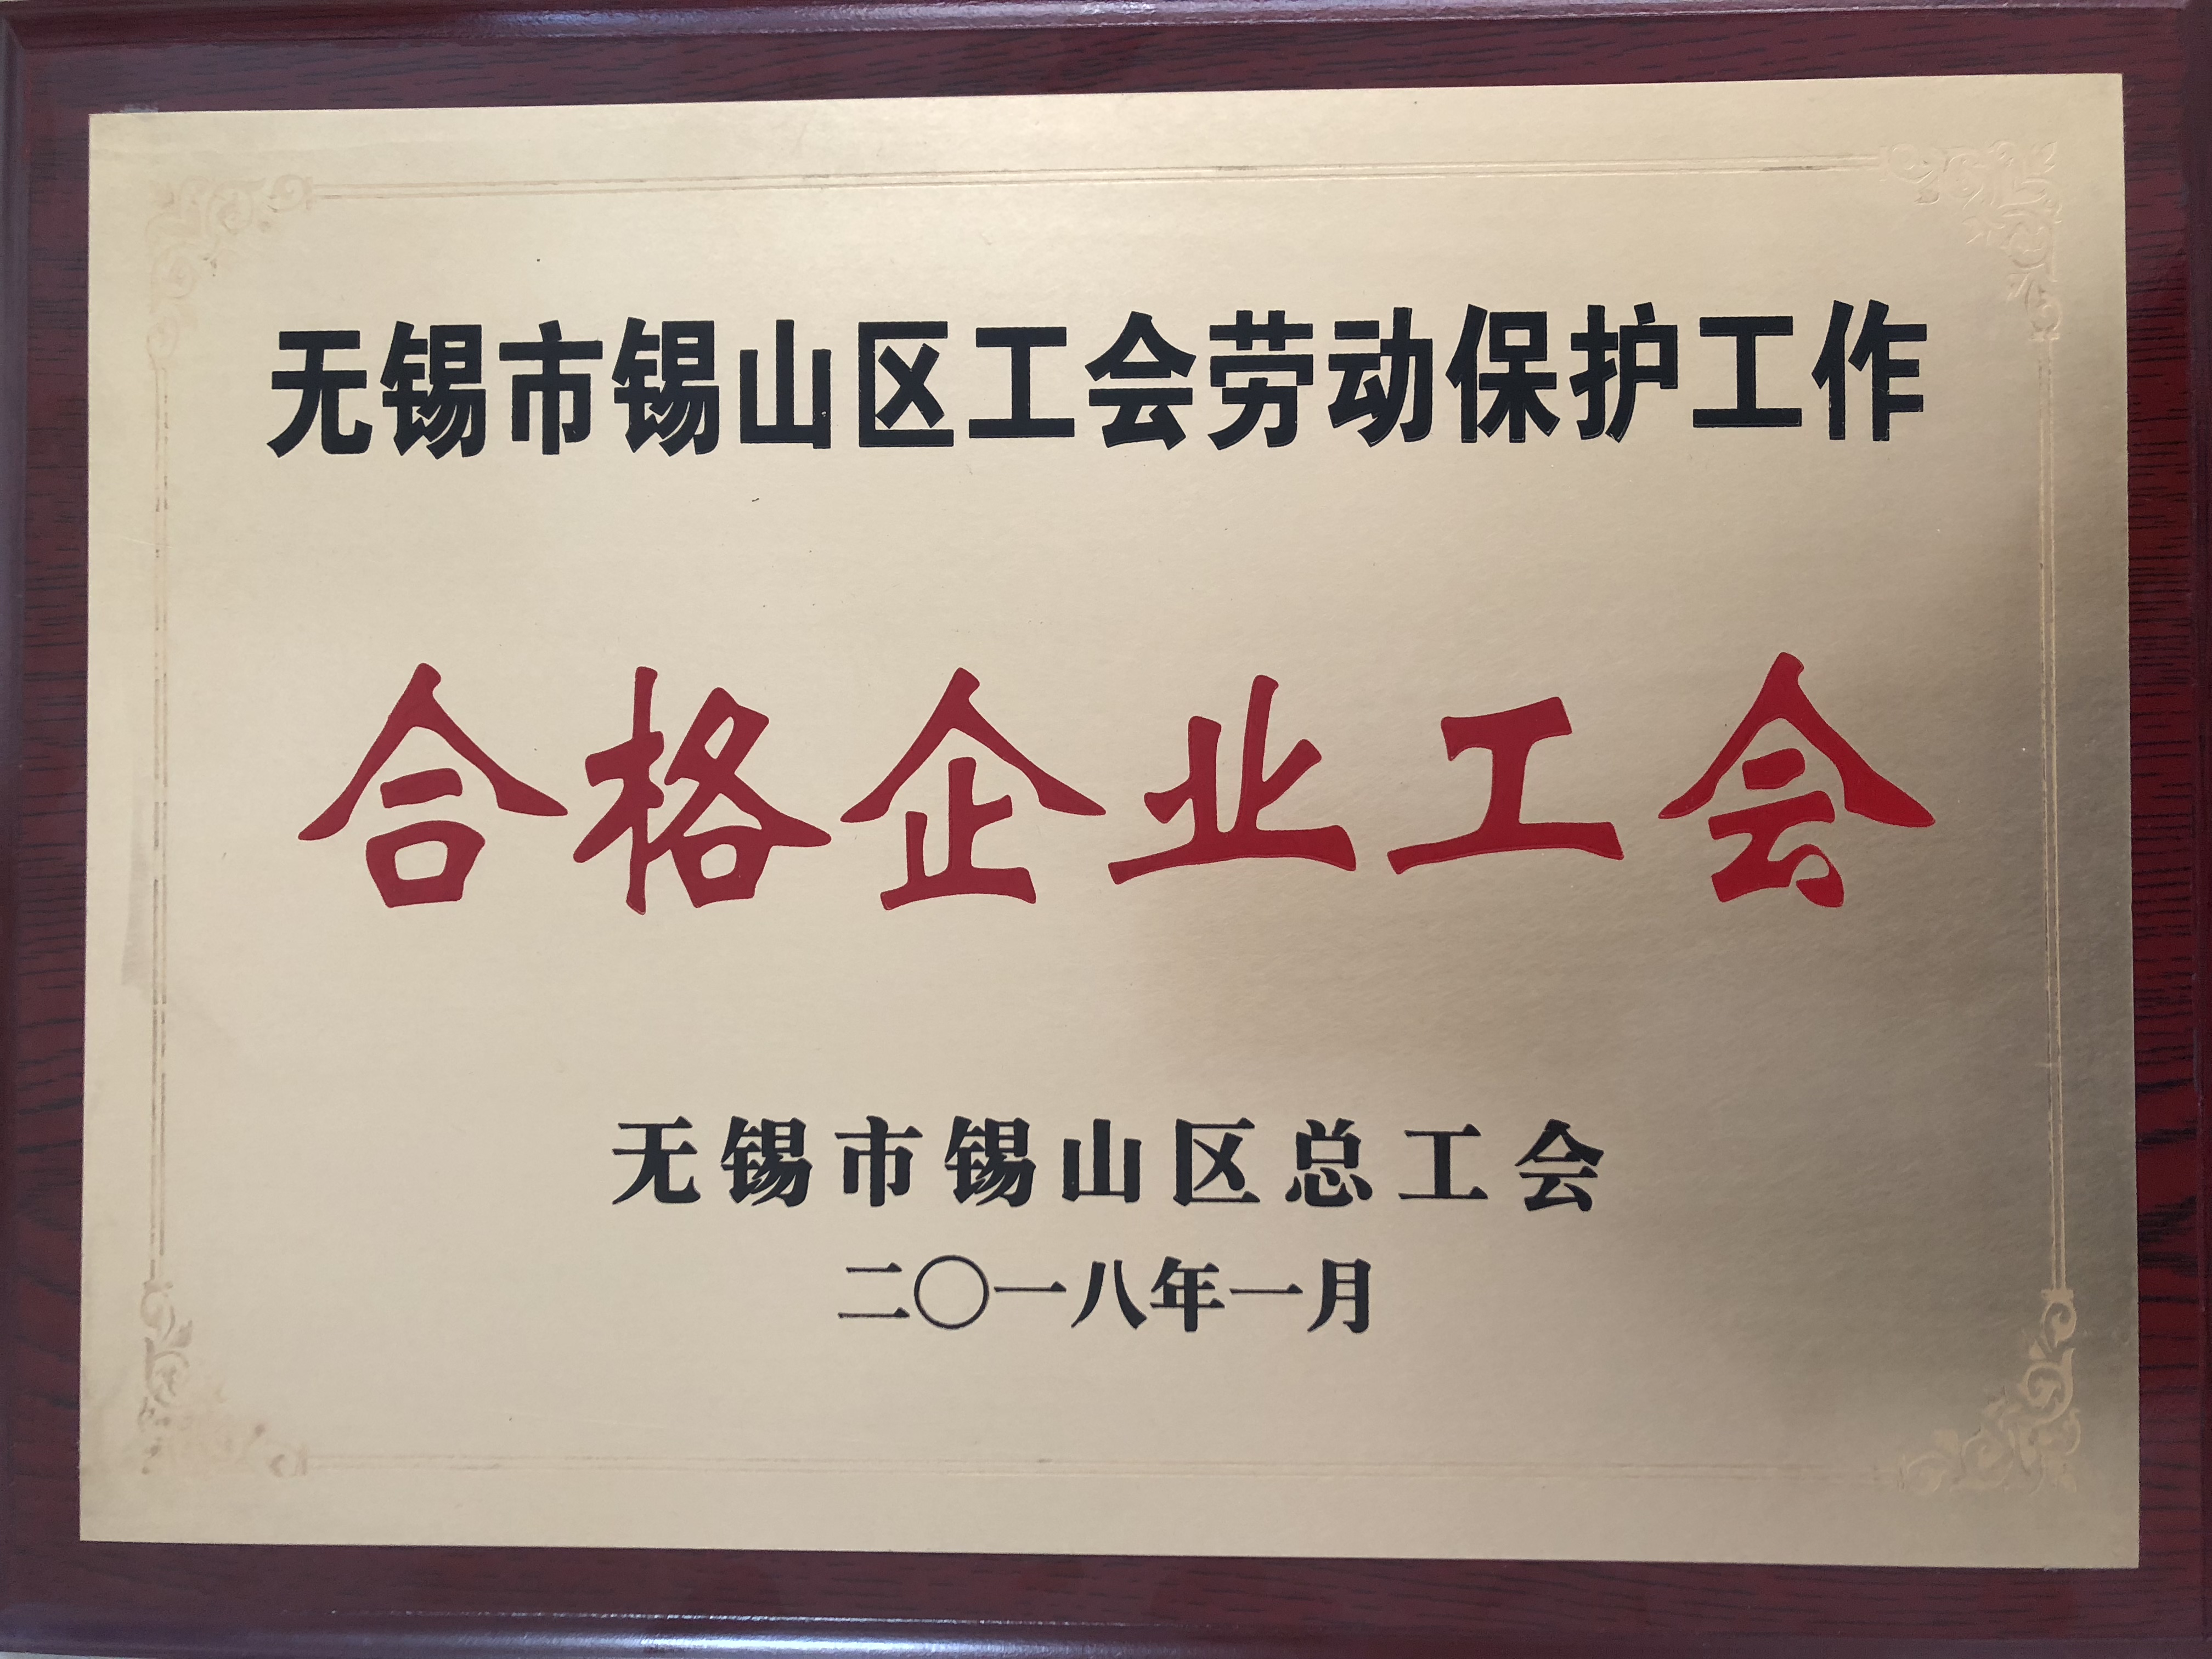 无锡市锡山区工会劳动保护工作
合格企业工会
无锡市锡山区总工会
二〇一八年一月